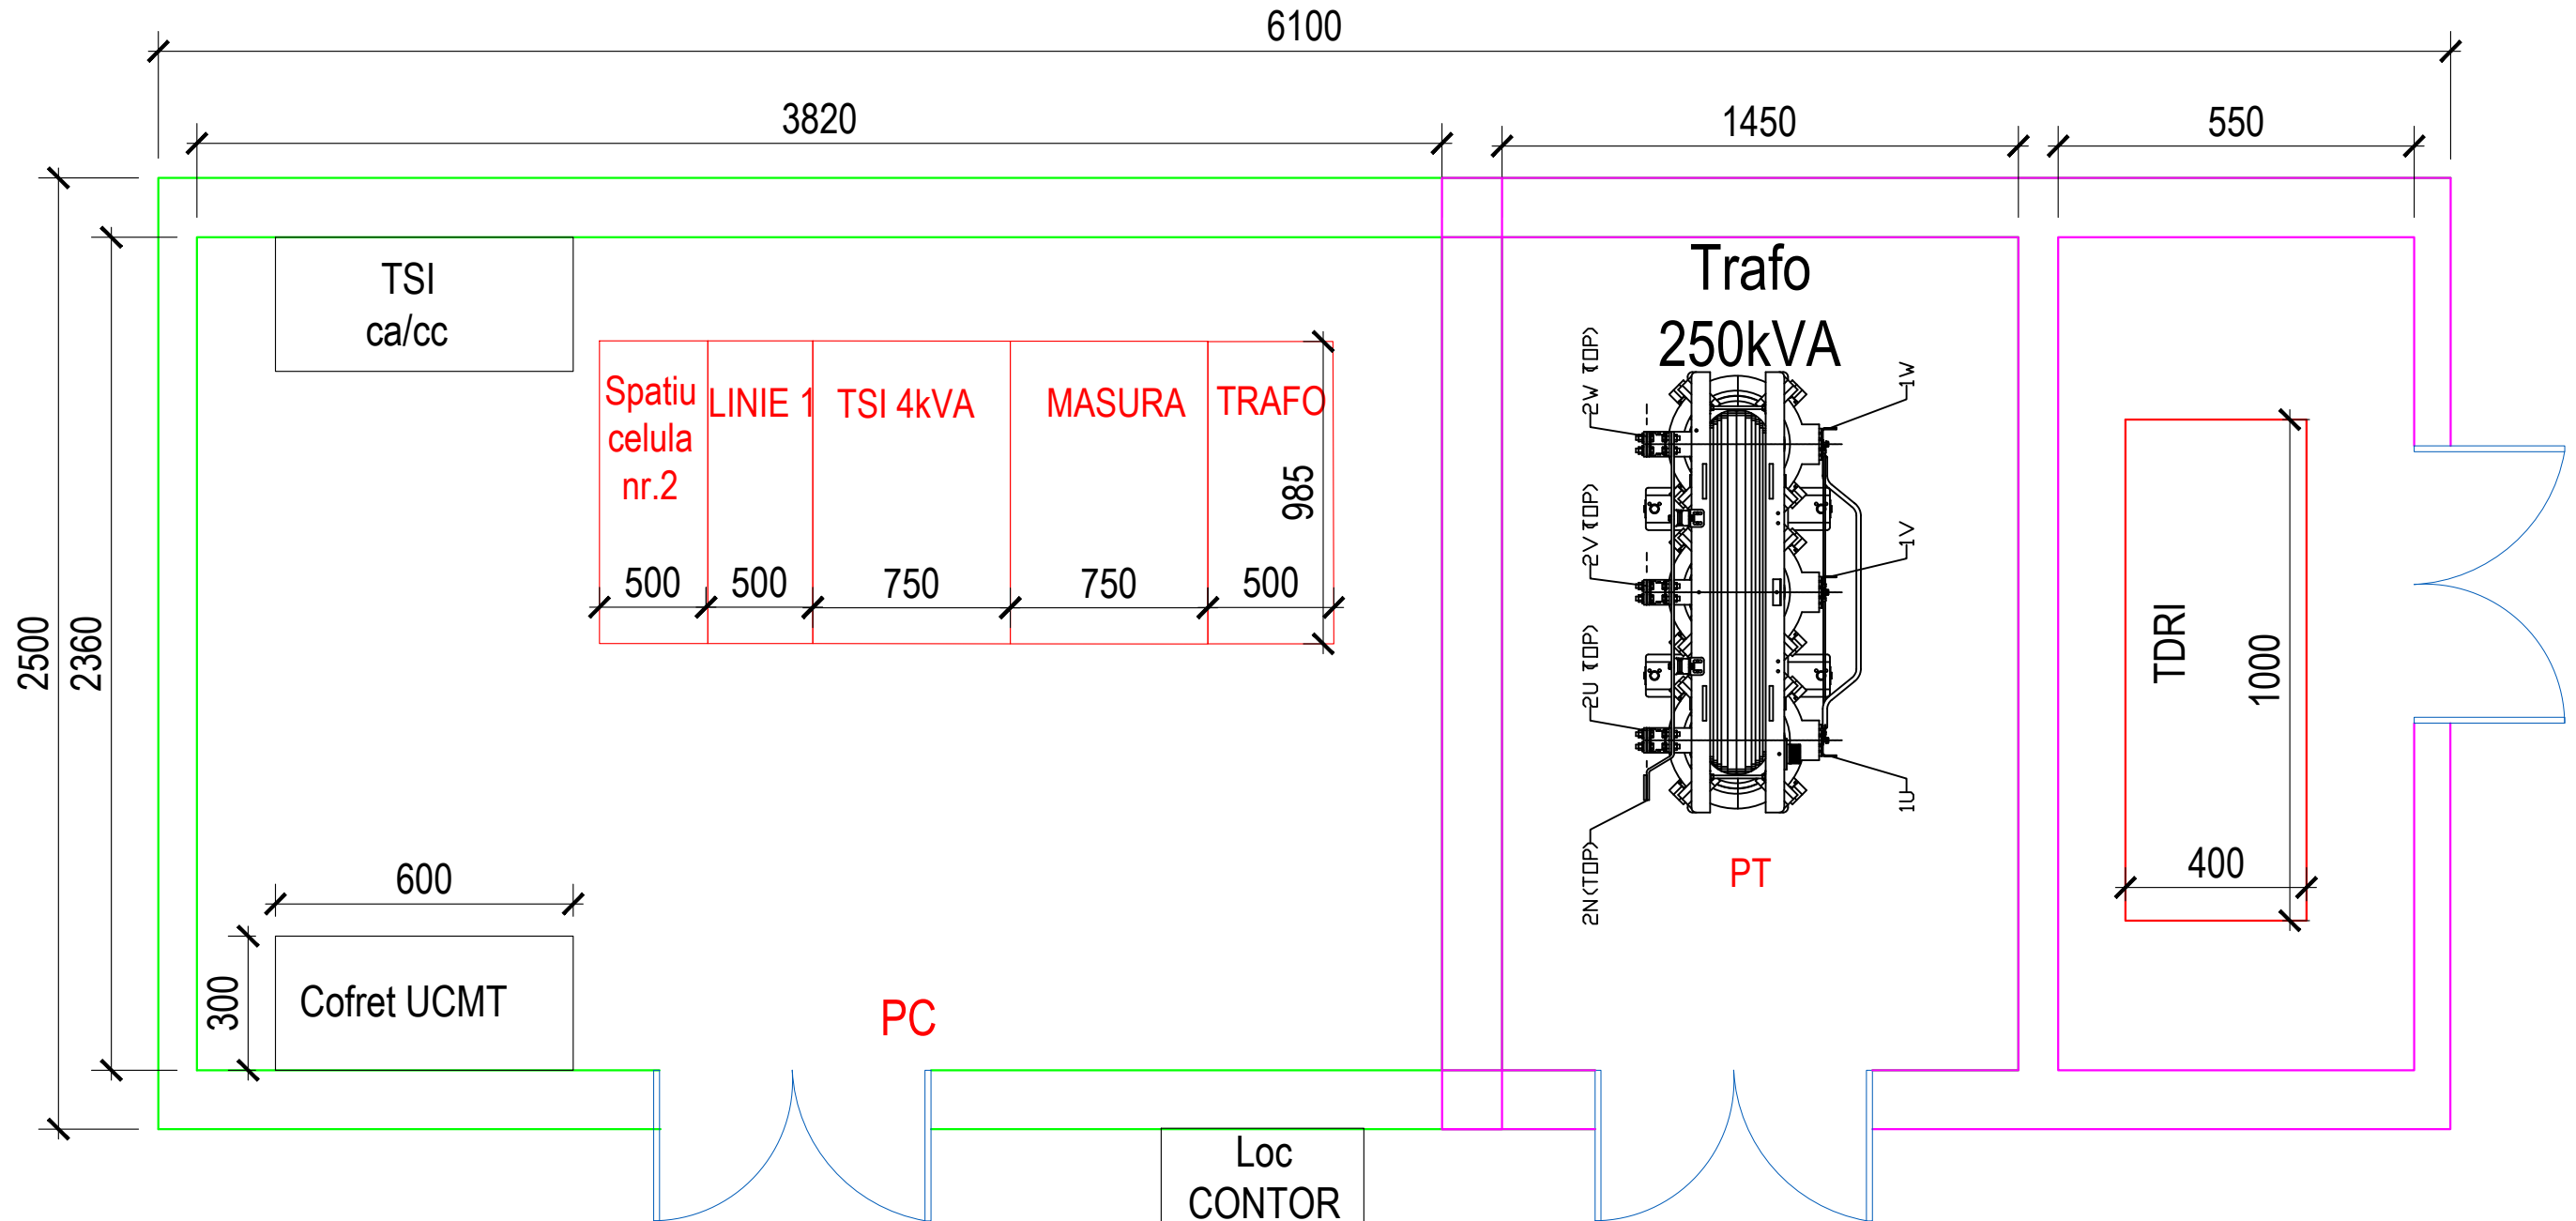 6100
3820
1450
550
2500
2360
TSI
ca/cc
Spatiu
celula
nr.2
LINIE 1
TSI 4kVA
MASURA
TRAFO
985
500
500
750
750
500
600
300
Cofret UCMT
PC
Loc
CONTOR
Trafo
250kVA
2W (TOP)
2V (TOP)
2U (TOP)
2N(TOP)
1W
1V
1U
PT
TDRI
1000
400